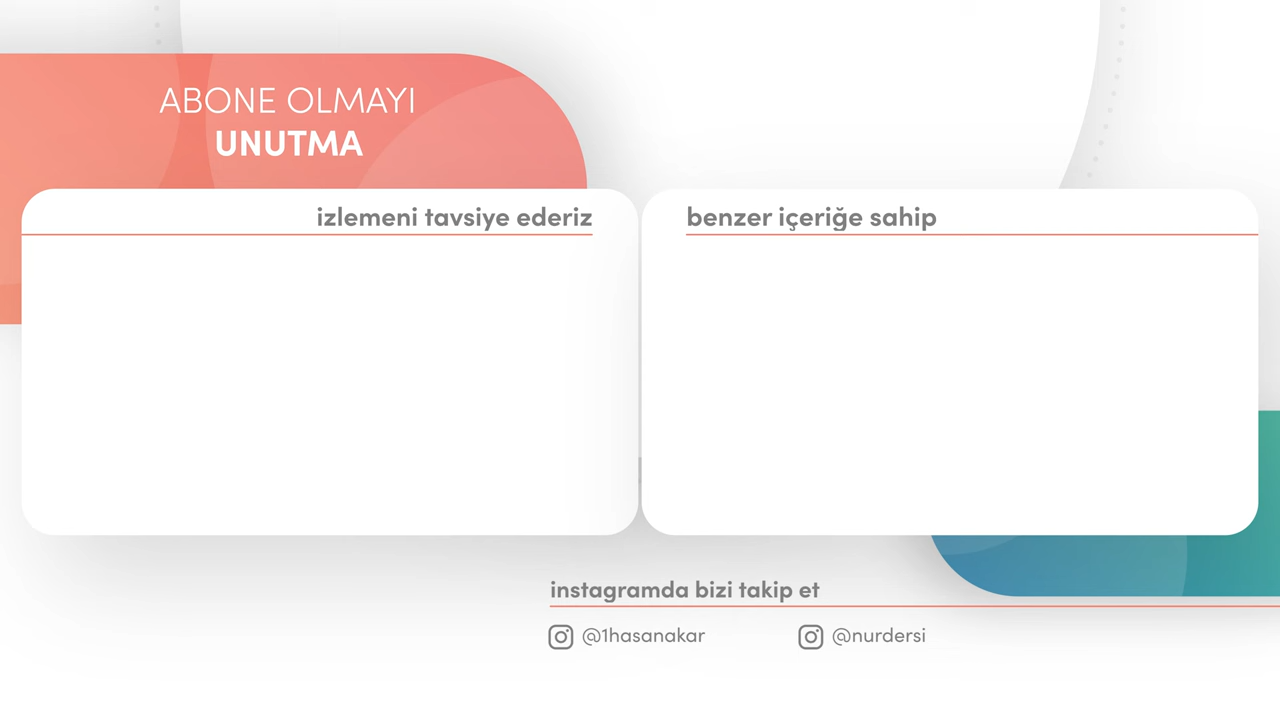 ABONE OLMAYI
UNUTMA
izlemeni tavsiye ederiz
benzer içeriğe sahip
instagramda bizi takip et
@1hasanakar
@nurdersi